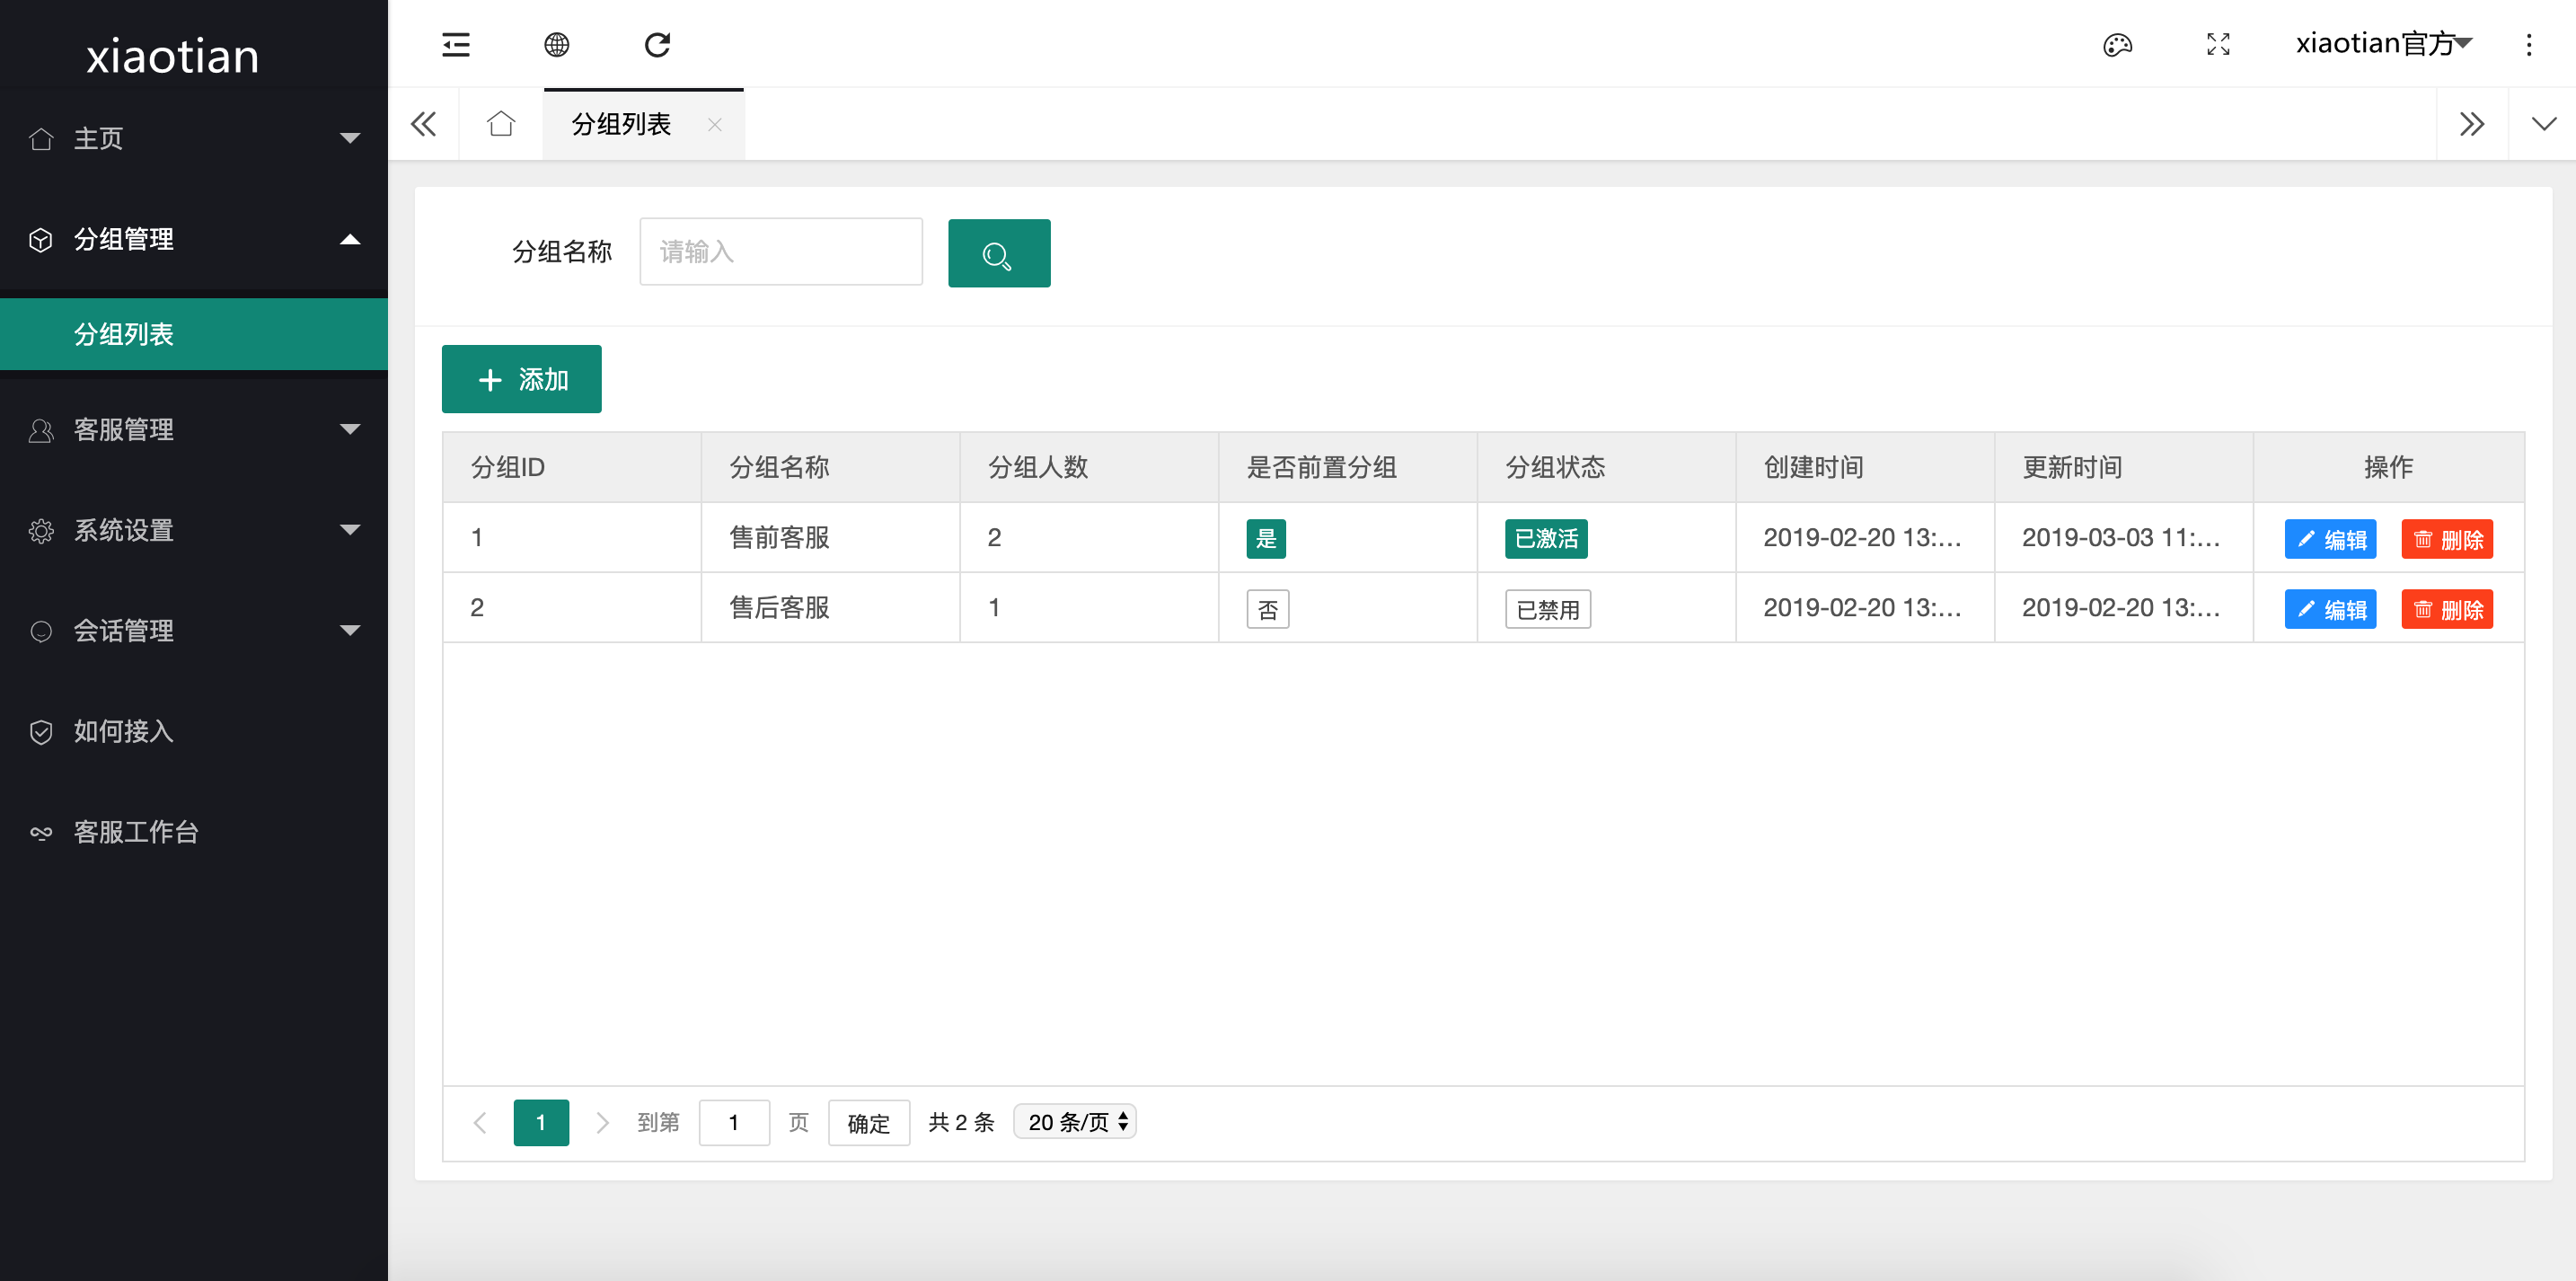 xiaotian
主页
分组管理
分组列表
客服管理
系统设置
会话管理
如何接入
客服工作台
xiaotian官方
分组列表
分组名称 请输入
添加
分组ID 分组名称 分组人数 是否前置分组 分组状态 创建时间 更新时间 操作
1 售前客服 2 是 已激活 2019-02-20 13:... 2019-03-03 11:... 编辑 删除
2 售后客服 1 否 已禁用 2019-02-20 13:... 2019-02-20 13:... 编辑 删除
1 到第 1 页 确定 共 2 条 20 条/页